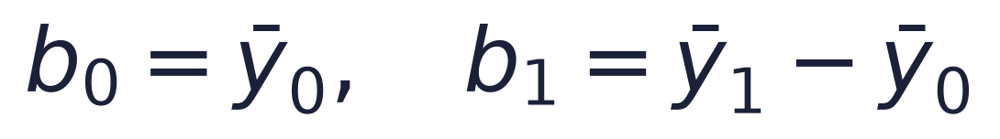 b₀ = ȳ₀,  b₁ = ȳ₁ − ȳ₀